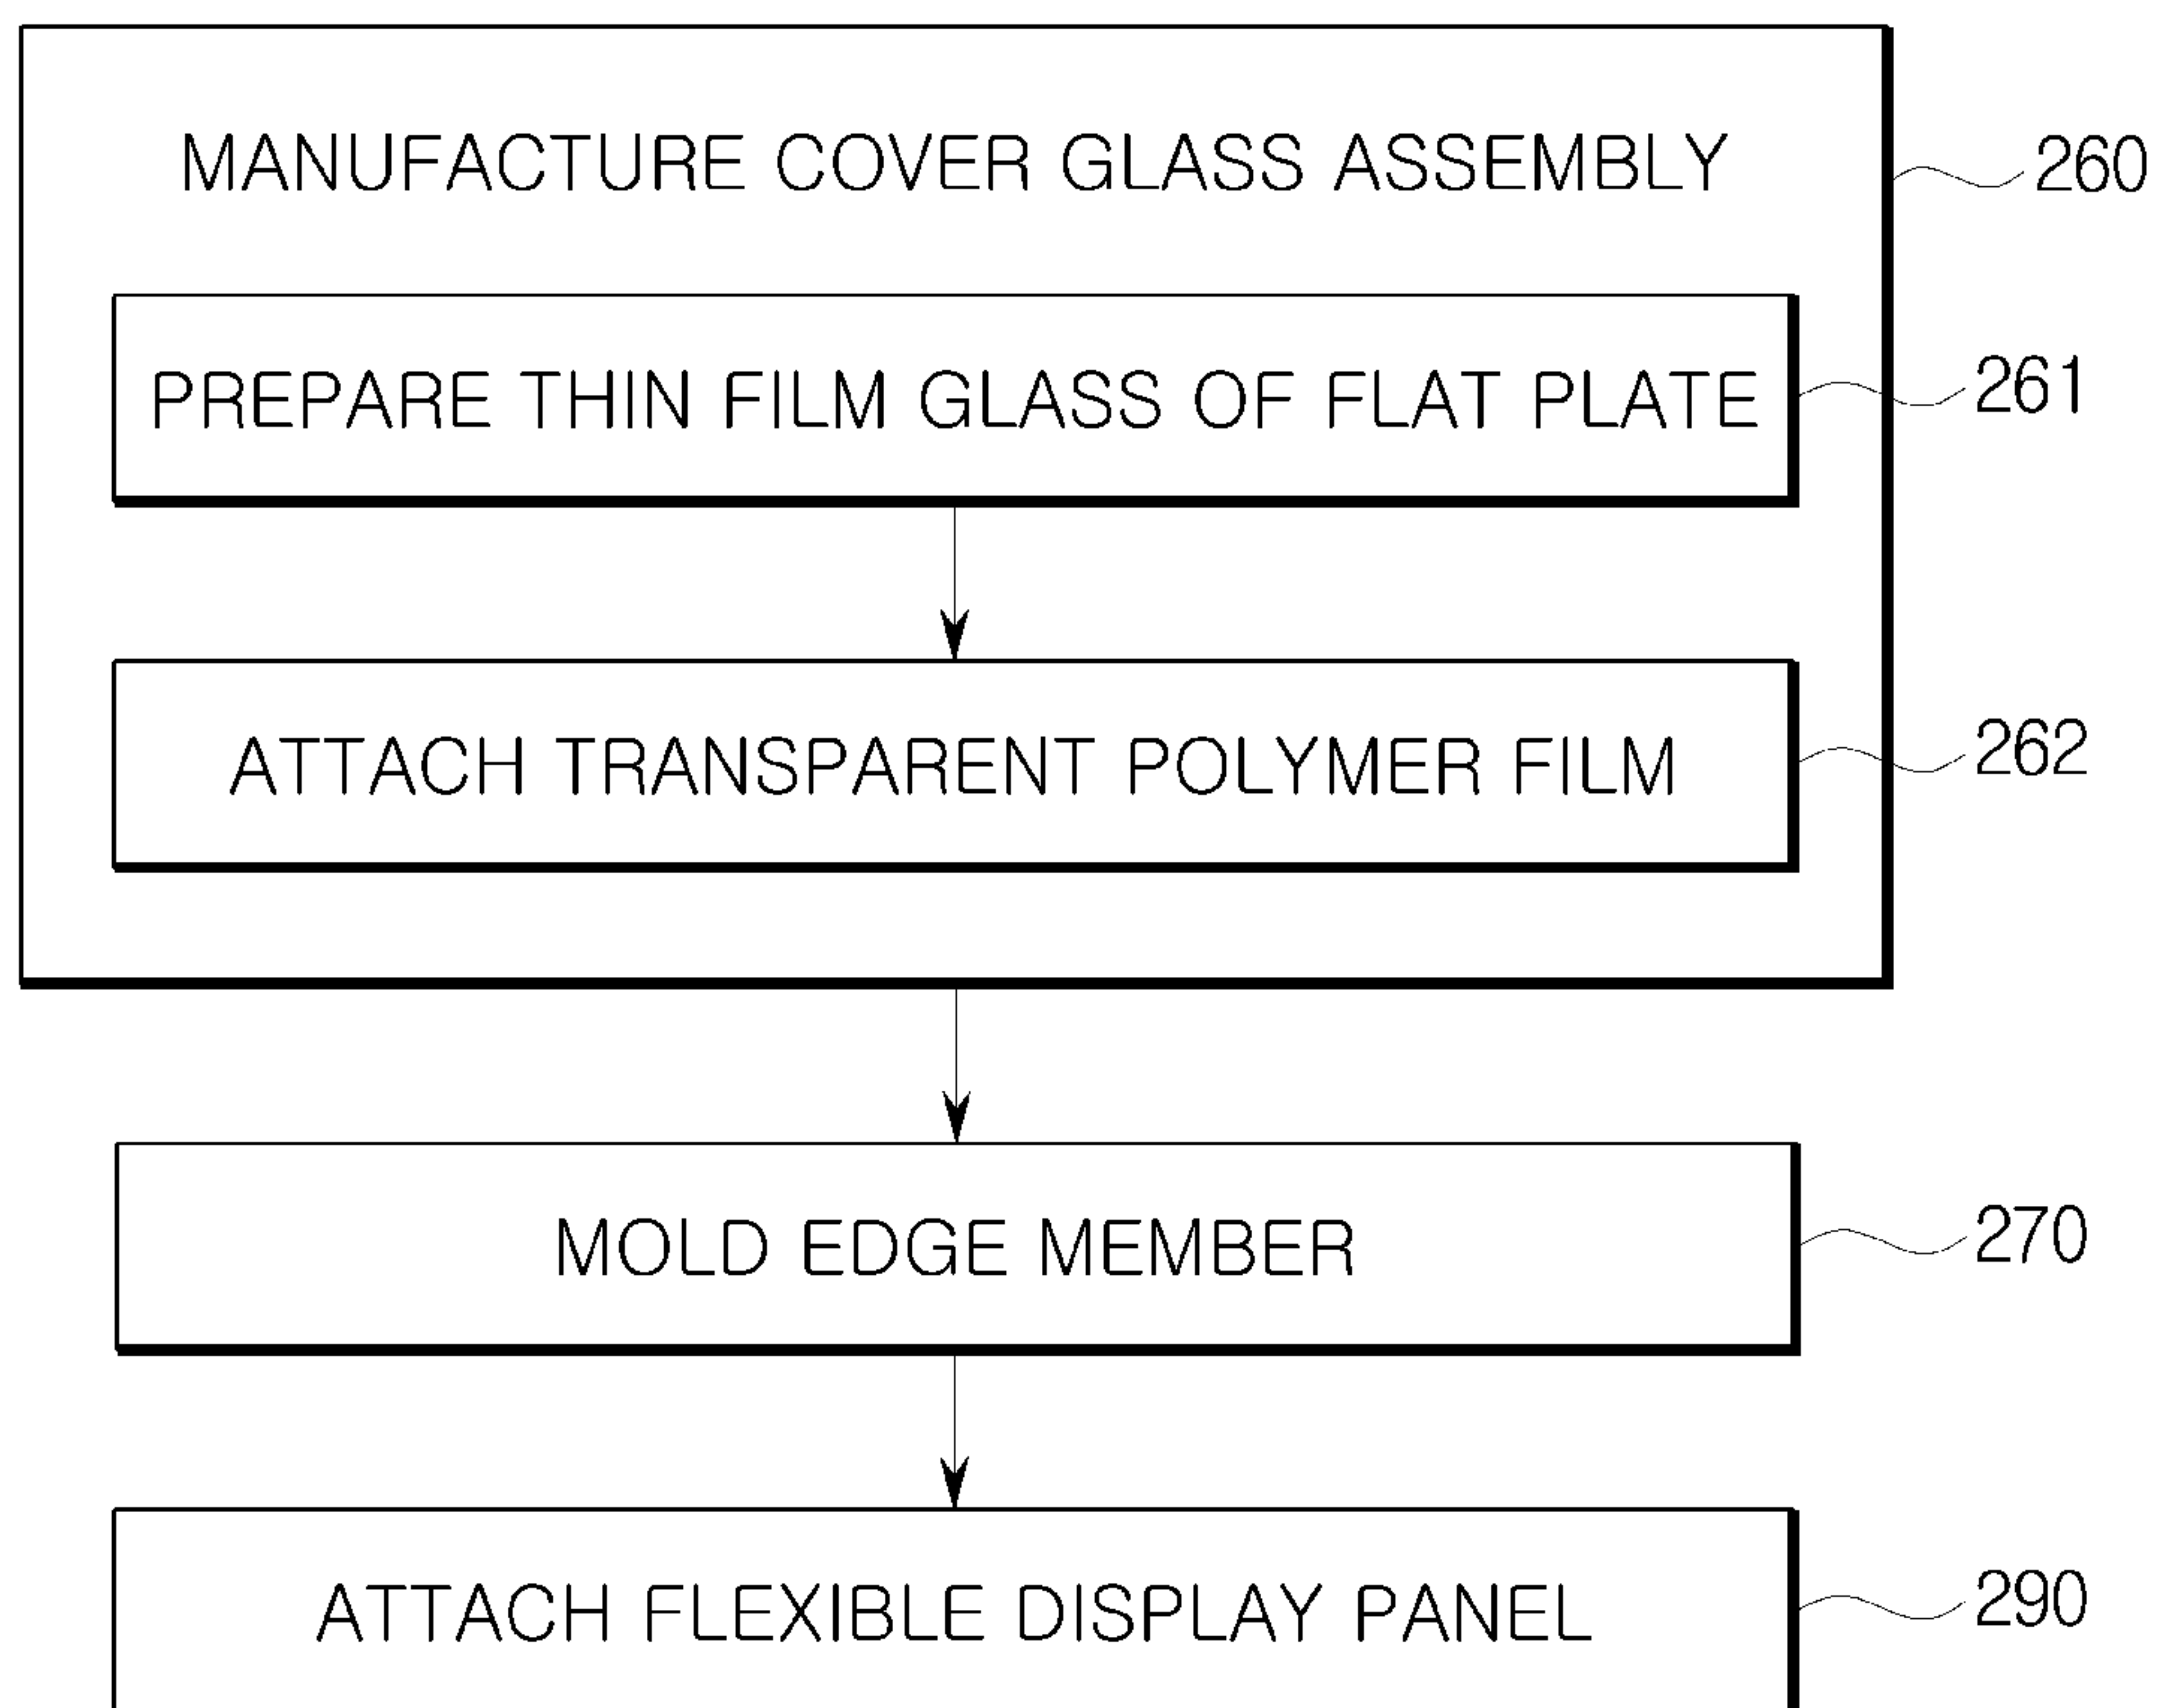 MANUFACTURE COVER GLASS ASSEMBLY 260
PREPARE THIN FILM GLASS OF FLAT PLATE 261
ATTACH TRANSPARENT POLYMER FILM 262
MOLD EDGE MEMBER 270
ATTACH FLEXIBLE DISPLAY PANEL 290